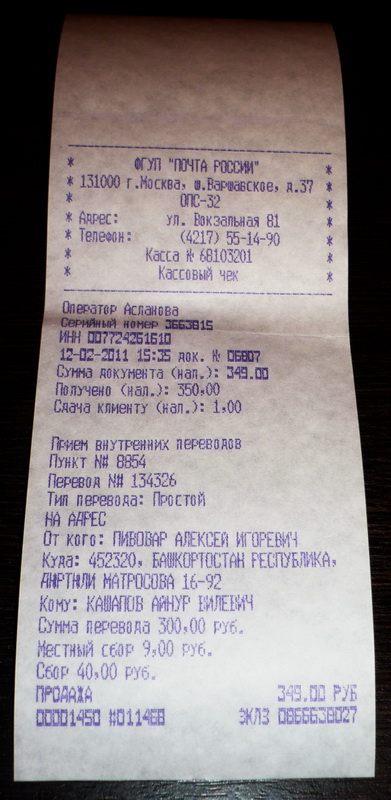 * ФГУП "ПОЧТА РОССИИ" *
* 131000 г.Москва, ш.Варшавское, д.37 *
* ОПС-32 *
* Адрес: ул. Вокзальная 81 *
* Телефон: (4217) 55-14-90 *
* Касса № 68103201 *
* Кассовый чек *
Оператор Асланова
Серийный номер 3663815
ИНН 007724261610
12-02-2011 15:35 док. № 06807
Сумма документа (нал.): 349.00
Получено (нал.): 350,00
Сдача клиенту (нал.): 1,00
Прием внутренних переводов
Пункт N# 8854
Перевод N# 134326
Тип перевода: Простой
НА АДРЕС
От кого: ПИВОВАР АЛЕКСЕЙ ИГОРЕВИЧ
Куда: 452320, БАШКОРТОСТАН РЕСПУБЛИКА,
МАТРОСОВА 16-92
Кому: КАШАПОВ АЙНУР ВИЛЕВИЧ
Сумма перевода 300,00 руб.
Местный сбор 9,00 руб.
Сбор 40,00 руб.
ПРОДАЖА 349.00 РУБ
00001450 #011468 ЭКЛЗ 0866638027